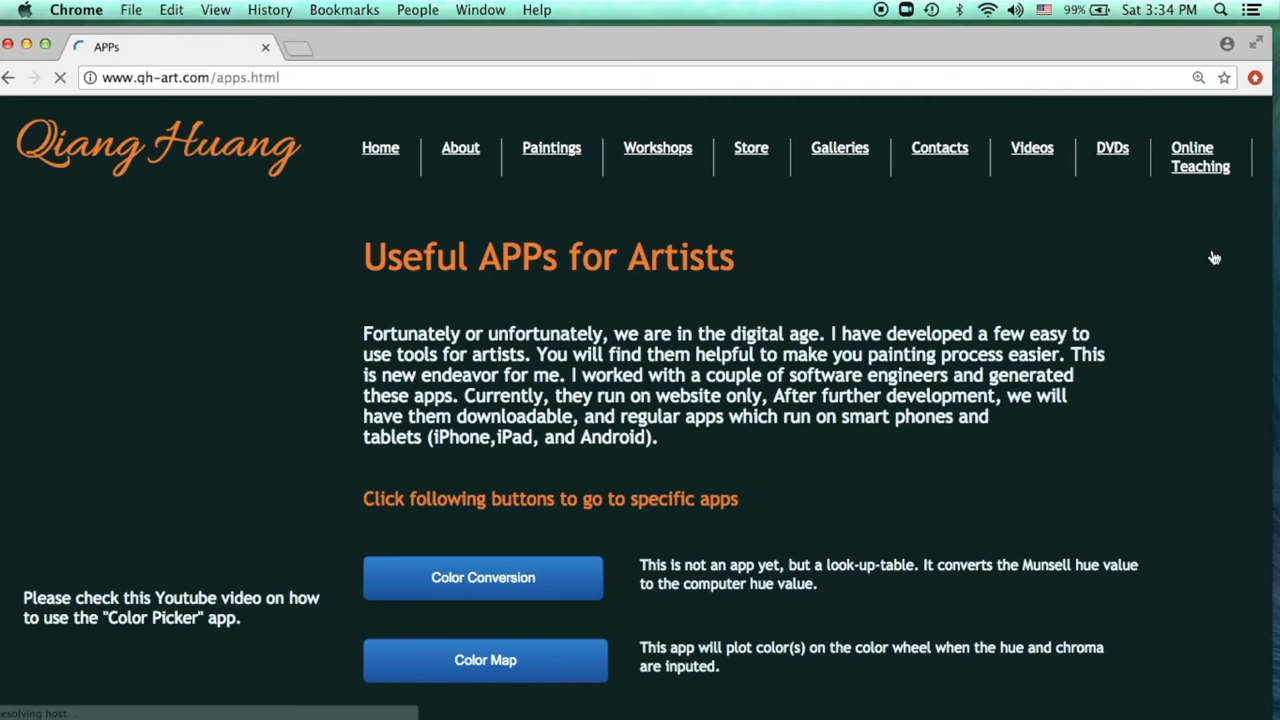 Chrome File Edit View History Bookmarks People Window Help 99% Sat 3:34 PM
APPs
www.qh-art.com/apps.html
Qiang Huang
Home About Paintings Workshops Store Galleries Contacts Videos DVDs Online Teaching
Useful APPs for Artists
Fortunately or unfortunately, we are in the digital age. I have developed a few easy to
use tools for artists. You will find them helpful to make you painting process easier. This
is new endeavor for me. I worked with a couple of software engineers and generated
these apps. Currently, they run on website only, After further development, we will
have them downloadable, and regular apps which run on smart phones and
tablets (iPhone,iPad, and Android).
Click following buttons to go to specific apps
Color Conversion
This is not an app yet, but a look-up-table. It converts the Munsell hue value
to the computer hue value.
Please check this Youtube video on how
to use the "Color Picker" app.
Color Map
This app will plot color(s) on the color wheel when the hue and chroma
are inputed.
esolving host